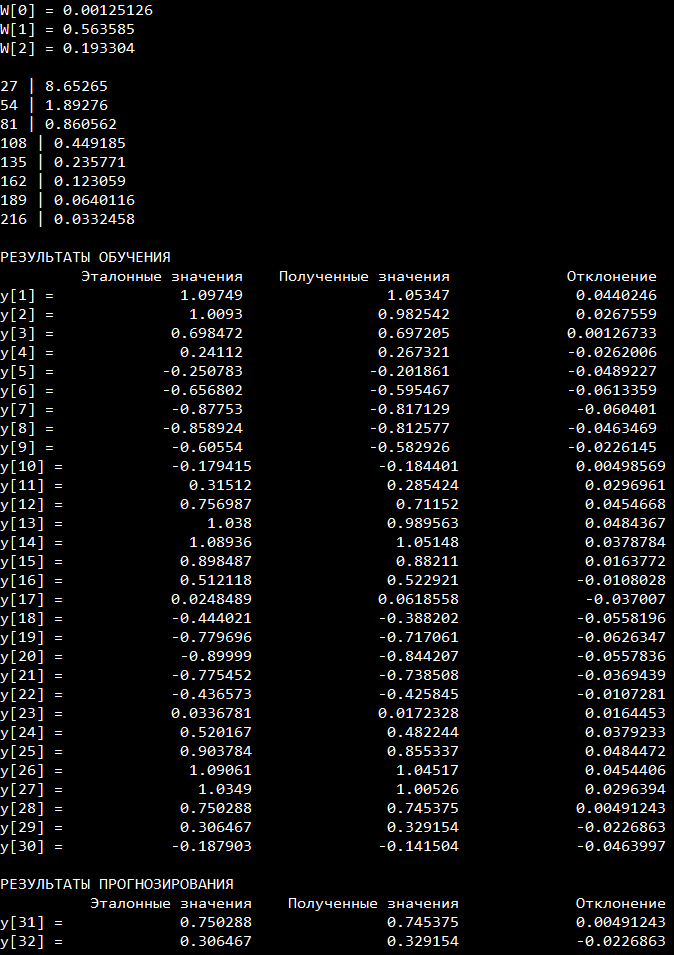 W[0] = 0.00125126
W[1] = 0.563585
W[2] = 0.193304
27 | 8.65265
54 | 1.89276
81 | 0.860562
108 | 0.449185
135 | 0.235771
162 | 0.123059
189 | 0.0640116
216 | 0.0332458
РЕЗУЛЬТАТЫ ОБУЧЕНИЯ
Эталонные значения Полученные значения Отклонение
y[1] = 1.09749 1.05347 0.0440246
y[2] = 1.0093 0.982542 0.0267559
y[3] = 0.698472 0.697205 0.00126733
y[4] = 0.24112 0.267321 -0.0262006
y[5] = -0.250783 -0.201861 -0.0489227
y[6] = -0.656802 -0.595467 -0.0613359
y[7] = -0.87753 -0.817129 -0.060401
y[8] = -0.858924 -0.812577 -0.0463469
y[9] = -0.60554 -0.582926 -0.0226145
y[10] = -0.179415 -0.184401 0.00498569
y[11] = 0.31512 0.285424 0.0296961
y[12] = 0.756987 0.71152 0.0454668
y[13] = 1.038 0.989563 0.0484367
y[14] = 1.08936 1.05148 0.0378784
y[15] = 0.898487 0.88211 0.0163772
y[16] = 0.512118 0.522921 -0.0108028
y[17] = 0.0248489 0.0618558 -0.037007
y[18] = -0.444021 -0.388202 -0.0558196
y[19] = -0.779696 -0.717061 -0.0626347
y[20] = -0.89999 -0.844207 -0.0557836
y[21] = -0.775452 -0.738508 -0.0369439
y[22] = -0.436573 -0.425845 -0.0107281
y[23] = 0.0336781 0.0172328 0.0164453
y[24] = 0.520167 0.482244 0.0379233
y[25] = 0.903784 0.855337 0.0484472
y[26] = 1.09061 1.04517 0.0454406
y[27] = 1.0349 1.00526 0.0296394
y[28] = 0.750288 0.745375 0.00491243
y[29] = 0.306467 0.329154 -0.0226863
y[30] = -0.187903 -0.141504 -0.0463997
РЕЗУЛЬТАТЫ ПРОГНОЗИРОВАНИЯ
Эталонные значения Полученные значения Отклонение
y[31] = 0.750288 0.745375 0.00491243
y[32] = 0.306467 0.329154 -0.0226863